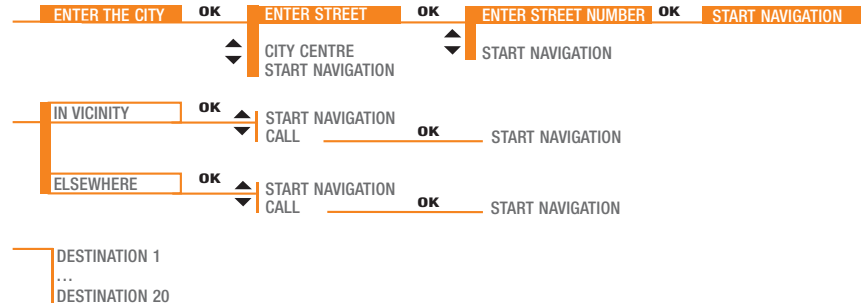 ENTER THE CITY OK ENTER STREET OK ENTER STREET NUMBER OK START NAVIGATION
CITY CENTRE START NAVIGATION
START NAVIGATION
IN VICINITY OK START NAVIGATION
CALL OK START NAVIGATION
ELSEWHERE OK START NAVIGATION
CALL OK START NAVIGATION
DESTINATION 1
...
DESTINATION 20